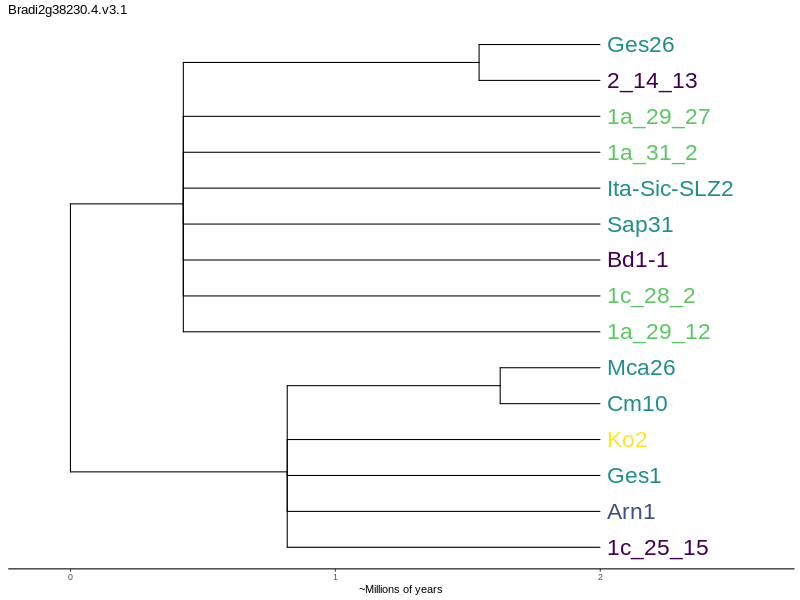 Bradi2g38230.4.v3.1
Ges26
2_14_13
1a_29_27
1a_31_2
Ita-Sic-SLZ2
Sap31
Bd1-1
1c_28_2
1a_29_12
Mca26
Cm10
Ko2
Ges1
Arn1
1c_25_15
0 1 2
~Millions of years